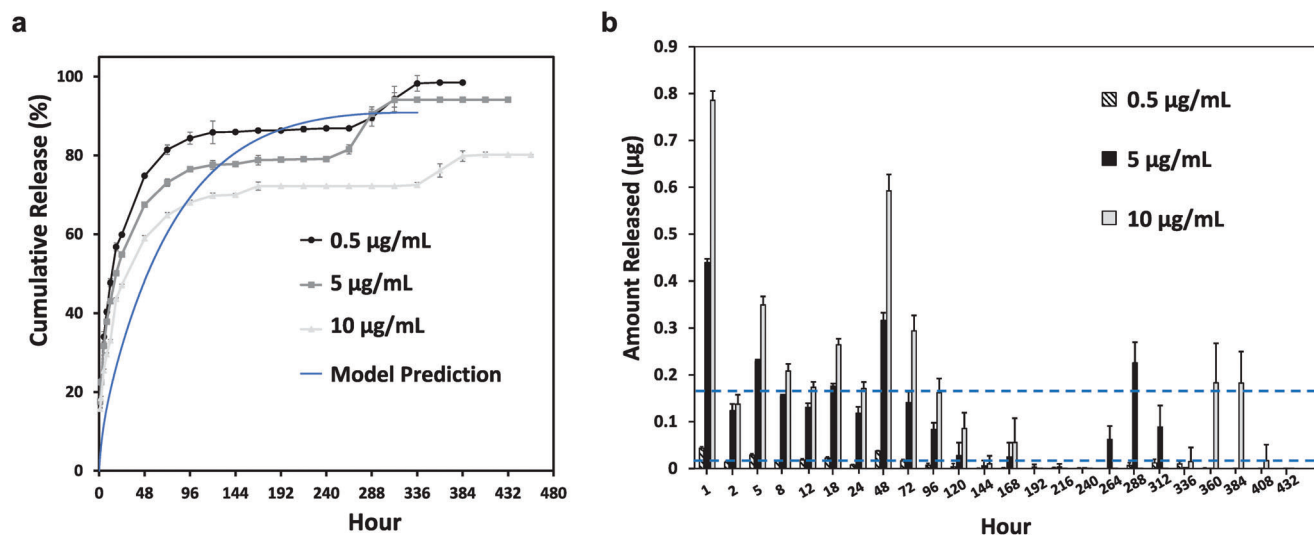 a
100
80
60
40
20
0
Cumulative Release (%)
0 48 96 144 192 240 288 336 384 432 480
Hour
0.5 µg/mL
5 µg/mL
10 µg/mL
Model Prediction
b
0.9
0.8
0.7
0.6
0.5
0.4
0.3
0.2
0.1
0
Amount Released (µg)
1 2 5 8 12 18 24 48 72 96 120 144 168 192 216 240 264 288 312 336 360 384 408 432
Hour
0.5 µg/mL
5 µg/mL
10 µg/mL